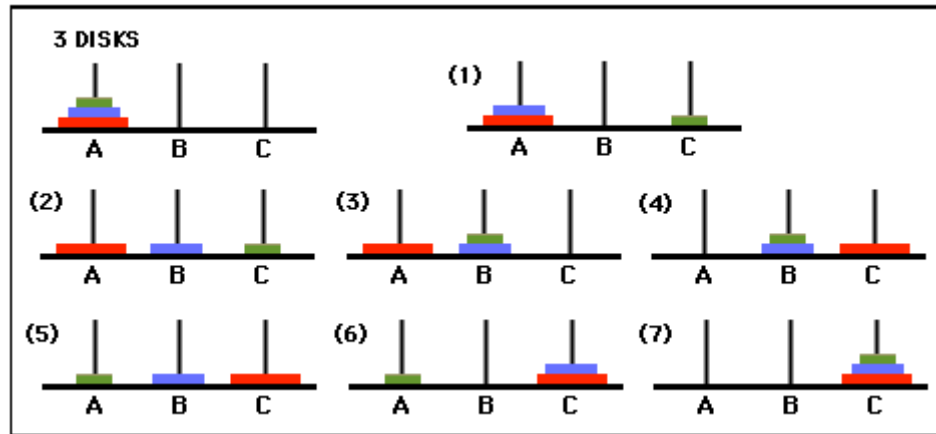 3 DISKS
(1)
A B C
A B C
(2)
(3)
(4)
A B C
A B C
A B C
(5)
(6)
(7)
A B C
A B C
A B C